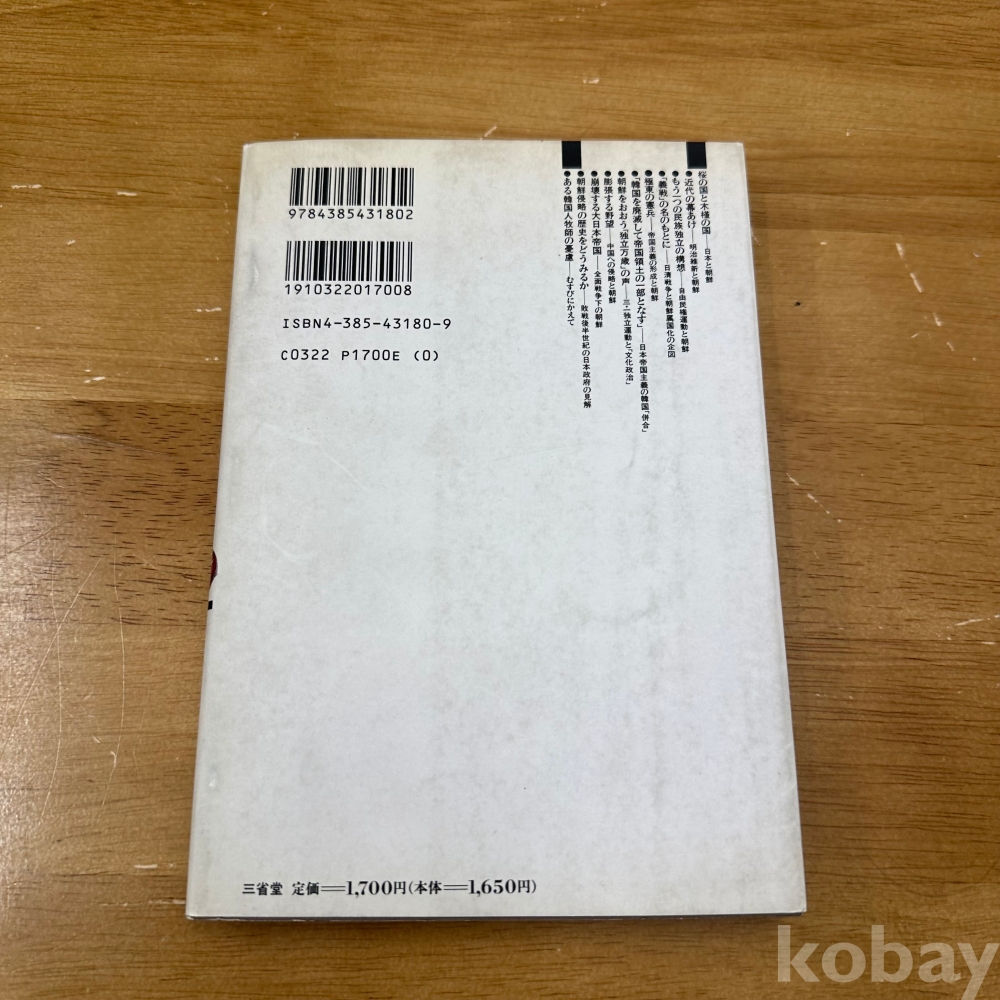 9784385431802
1910322017008
ISBN4-385-43180-9
C0322 P1700E (0)
桜の国と木槿の国——日本と朝鮮
●近代の幕あけ——明治維新と朝鮮
●もう一つの民族独立の構想——自由民権運動と朝鮮
●「義戦」の名のもとに——日清戦争と朝鮮属国化の企図
●極東の憲兵——帝国主義の形成と朝鮮
●「韓国を廃滅して帝国領土の一部となす」——日本帝国主義の韓国「併合」
●朝鮮をおおう「独立万歳」の声——三・一独立運動と「文化政治」
●膨張する野望——中国への侵略と朝鮮
●崩壊する大日本帝国——全面戦争下の朝鮮
●朝鮮侵略の歴史をどうみるか——敗戦後半世紀の日本政府の見解
●ある韓国人牧師の憂慮——むすびにかえて
三省堂 定価——1,700円(本体——1,650円)
kobay